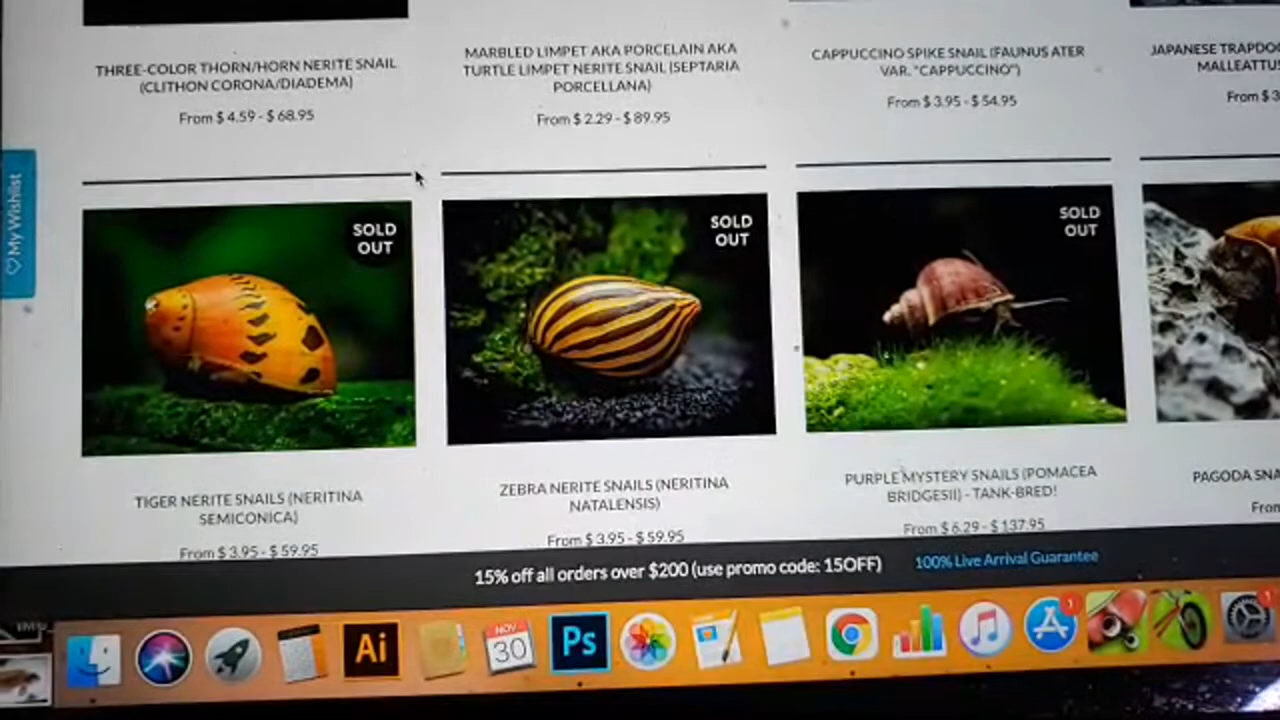 THREE-COLOR THORN/HORN NERITE SNAIL
(CLITHON CORONA/DIADEMA)
From $ 4.59 - $ 68.95
MARBLED LIMPET AKA PORCELAIN AKA
TURTLE LIMPET NERITE SNAIL (SEPTARIA
PORCELLANA)
From $ 2.29 - $ 89.95
CAPPUCCINO SPIKE SNAIL (FAUNUS ATER
VAR. "CAPPUCCINO")
From $ 3.95 - $ 54.95
JAPANESE
From $ 3
My Wishlist
SOLD
OUT
SOLD
OUT
SOLD
OUT
TIGER NERITE SNAILS (NERITINA
SEMICONICA)
From $ 3.95 - $ 59.95
ZEBRA NERITE SNAILS (NERITINA
NATALENSIS)
From $ 3.95 - $ 59.95
PURPLE MYSTERY SNAILS (POMACEA
BRIDGESII) - TANK-BRED!
From $ 6.29 - $ 137.95
PAGODA
From
15% off all orders over $200 (use promo code: 15OFF)
100% Live Arrival Guarantee
Ai
NOV
30
Ps
1
1